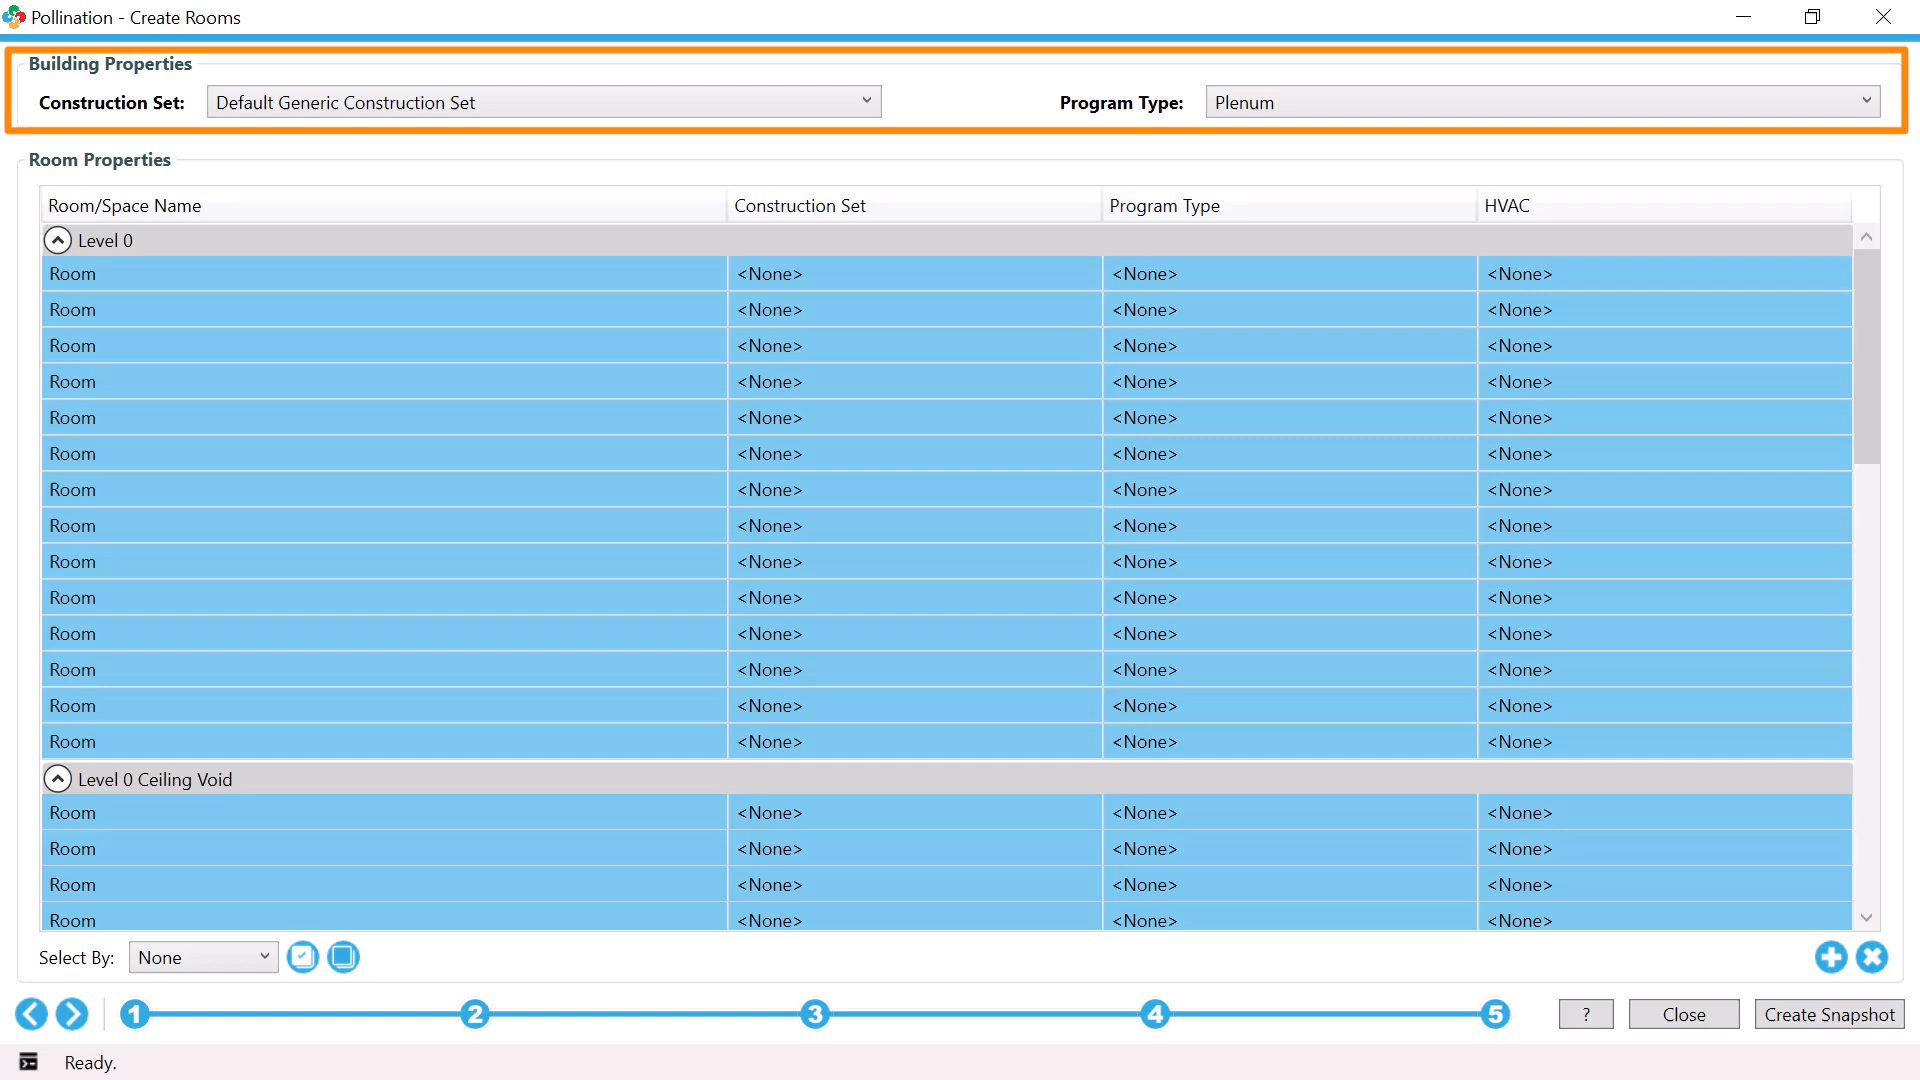 Pollination - Create Rooms
Building Properties
Construction Set: Default Generic Construction Set Program Type: Plenum
Room Properties
Room/Space Name Construction Set Program Type HVAC
Level 0
Room <None> <None> <None>
Room <None> <None> <None>
Room <None> <None> <None>
Room <None> <None> <None>
Room <None> <None> <None>
Room <None> <None> <None>
Room <None> <None> <None>
Room <None> <None> <None>
Room <None> <None> <None>
Room <None> <None> <None>
Room <None> <None> <None>
Room <None> <None> <None>
Room <None> <None> <None>
Room <None> <None> <None>
Level 0 Ceiling Void
Room <None> <None> <None>
Room <None> <None> <None>
Room <None> <None> <None>
Room <None> <None> <None>
Select By: None
1 2 3 4 5 ? Close Create Snapshot
Ready.